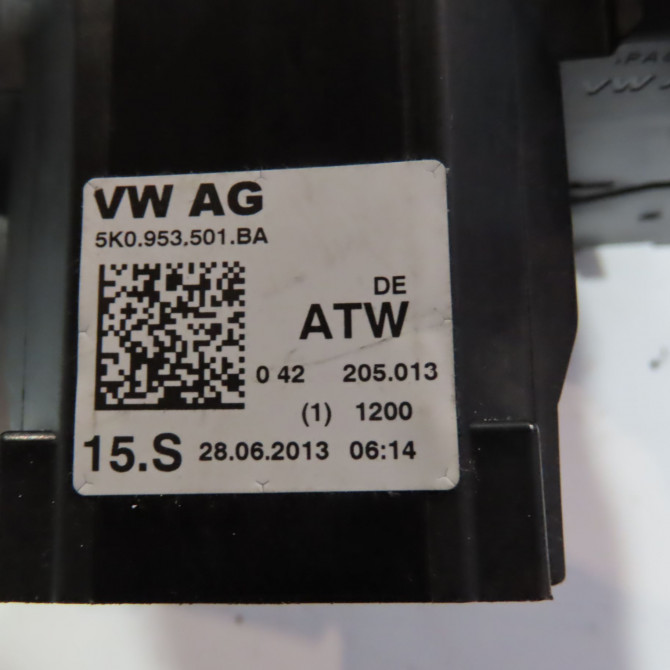 VW AG
5K0.953.501.BA
DE
ATW
0 42 205.013
(1) 1200
15.S 28.06.2013 06:14
VW